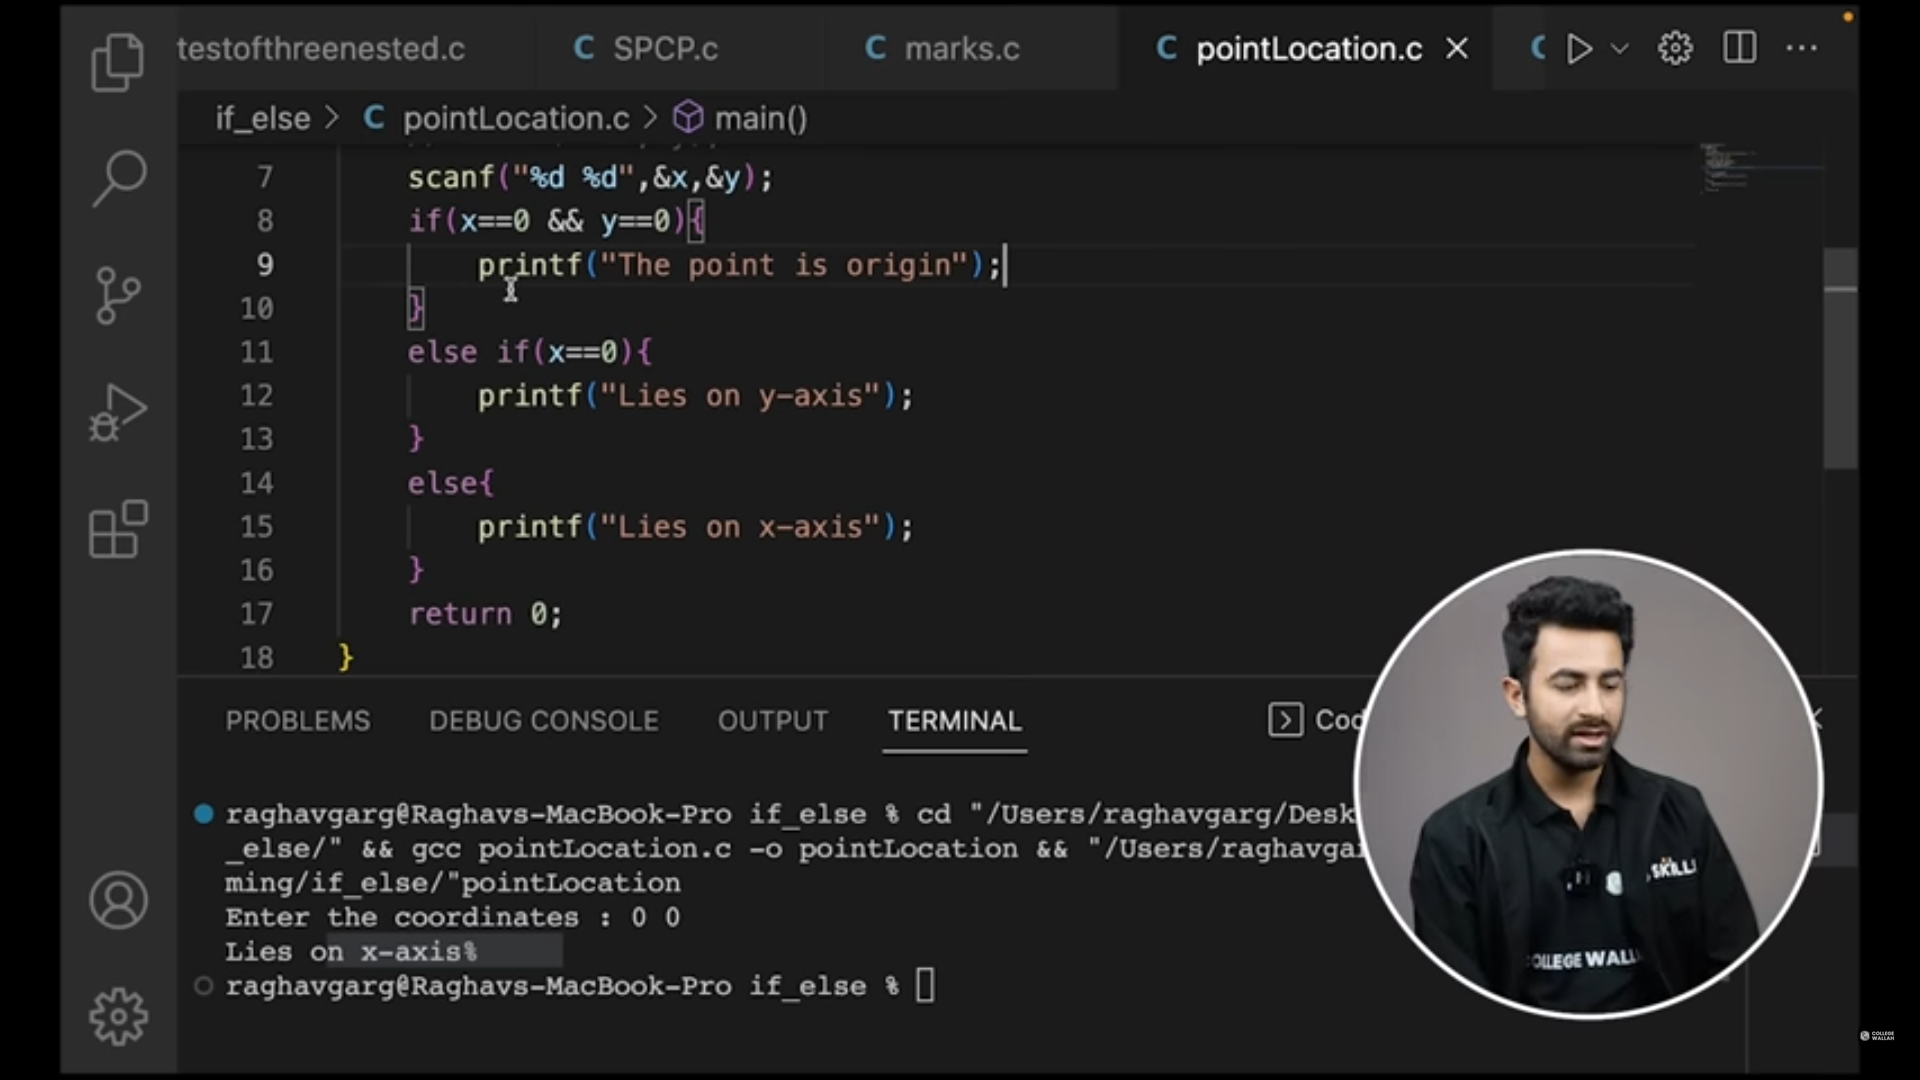 testofthreenested.c
C SPCP.c
C marks.c
C pointLocation.c
if_else > C pointLocation.c > main()
7 scanf("%d %d",&x,&y);
8 if(x==0 && y==0){
9 printf("The point is origin");
10 }
11 else if(x==0){
12 printf("Lies on y-axis");
13 }
14 else{
15 printf("Lies on x-axis");
16 }
17 return 0;
18 }
PROBLEMS DEBUG CONSOLE OUTPUT TERMINAL
raghavgarg@Raghavs-MacBook-Pro if_else % cd "/Users/raghavgarg/Desk
_else/" && gcc pointLocation.c -o pointLocation && "/Users/raghavga
ming/if_else/"pointLocation
Enter the coordinates : 0 0
Lies on x-axis%
raghavgarg@Raghavs-MacBook-Pro if_else %
SKILL
COLLEGE WALL
COLLEGE
WALLAH